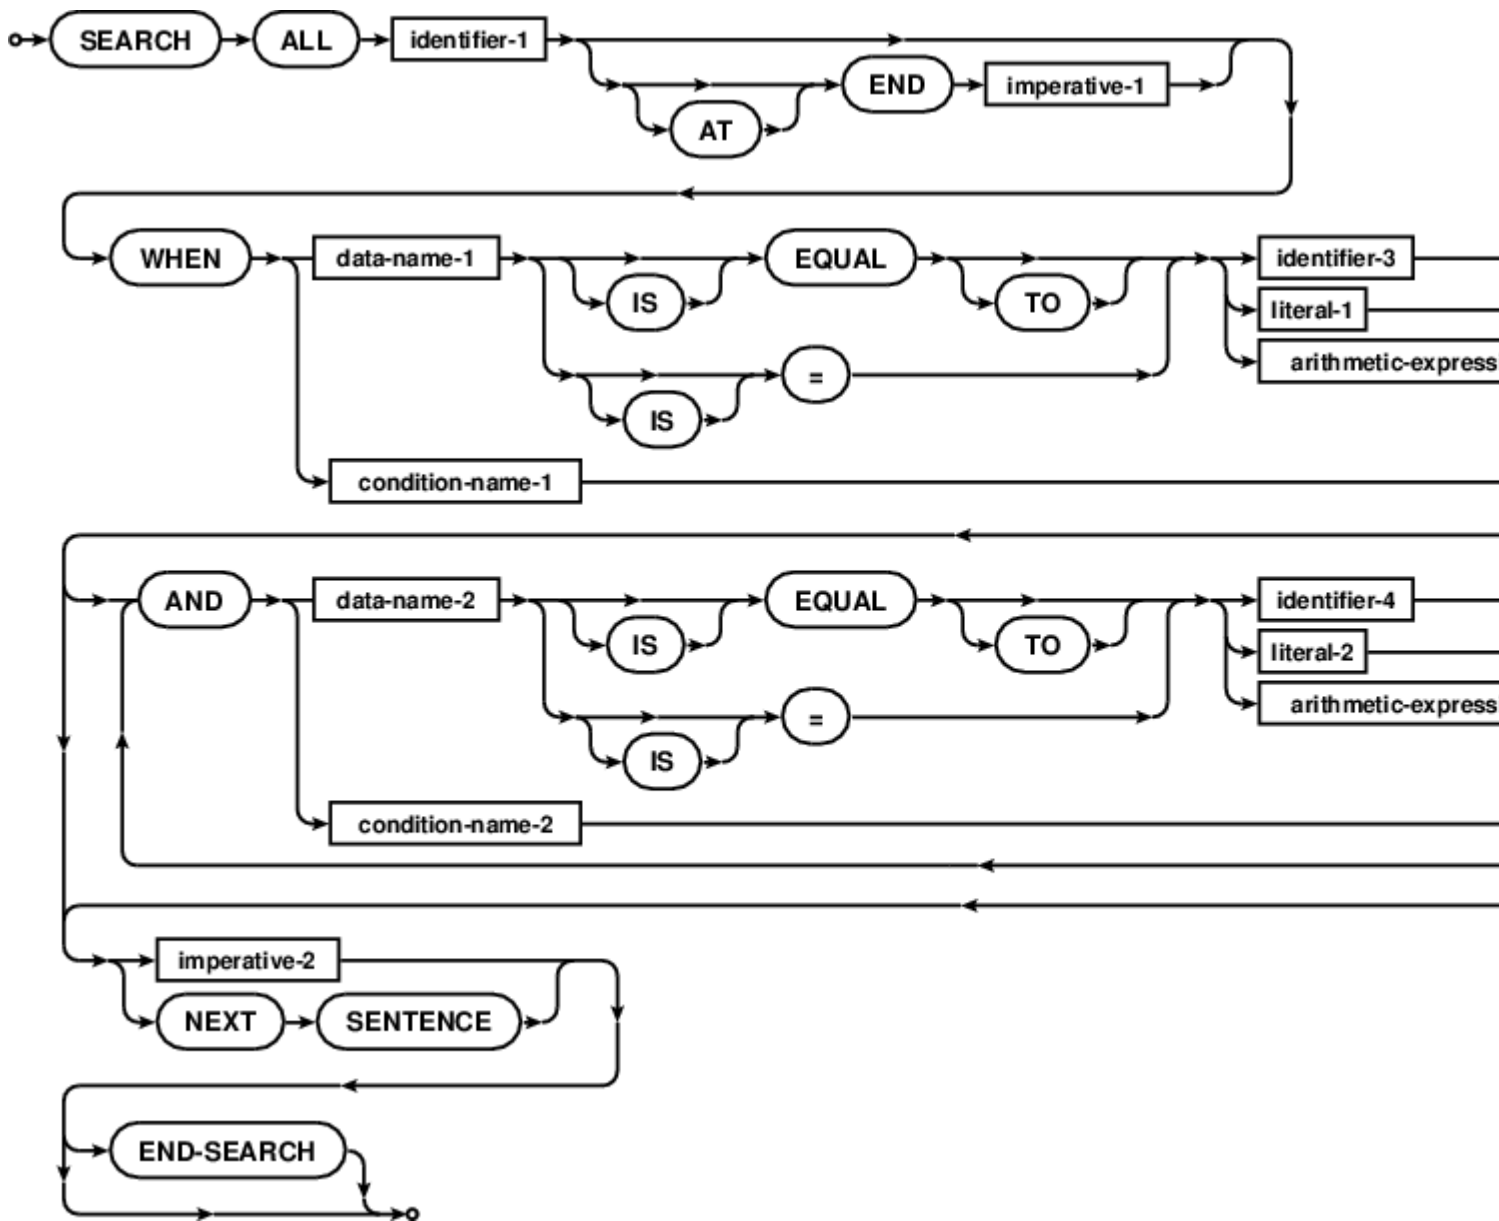 SEARCH ALL identifier-1
END imperative-1
AT
WHEN data-name-1 EQUAL identifier-3
IS TO literal-1
= arithmetic-express
IS
condition-name-1
AND data-name-2 EQUAL identifier-4
IS TO literal-2
= arithmetic-express
IS
condition-name-2
imperative-2
NEXT SENTENCE
END-SEARCH